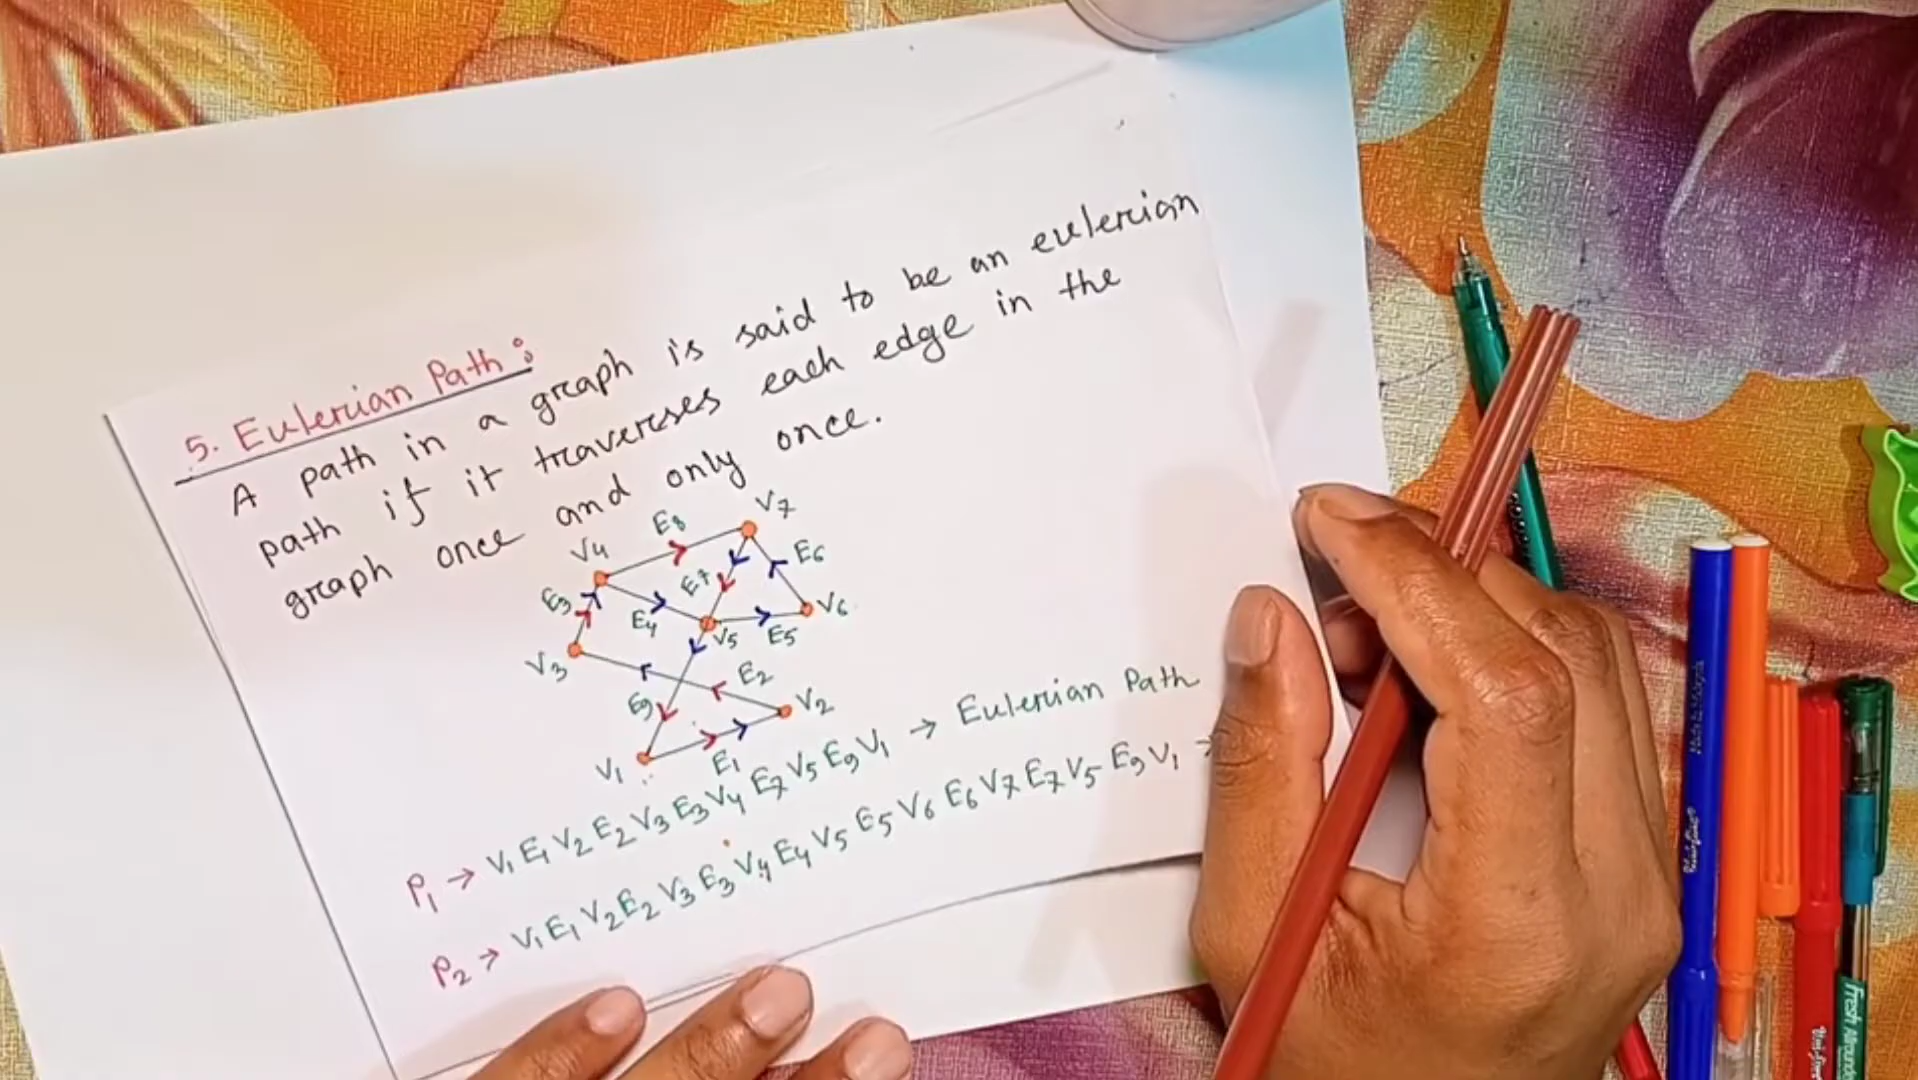 5. Eulerian Path:
A path in a graph is said to be an eulerian
path if it traverses each edge in the
graph once and only once.
V7
E8
V4
E6
E7
E3
V6
E4
V5
E5
V3
E2
E9
V2
E1
V1
P1 → V1 E1 V2 E2 V3 E3 V4 E7 V5 E9 V1 → Eulerian Path
P2 → V1 E1 V2 E2 V3 E3 V4 E4 V5 E5 V6 E6 V7 E7 V5 E9 V1 →